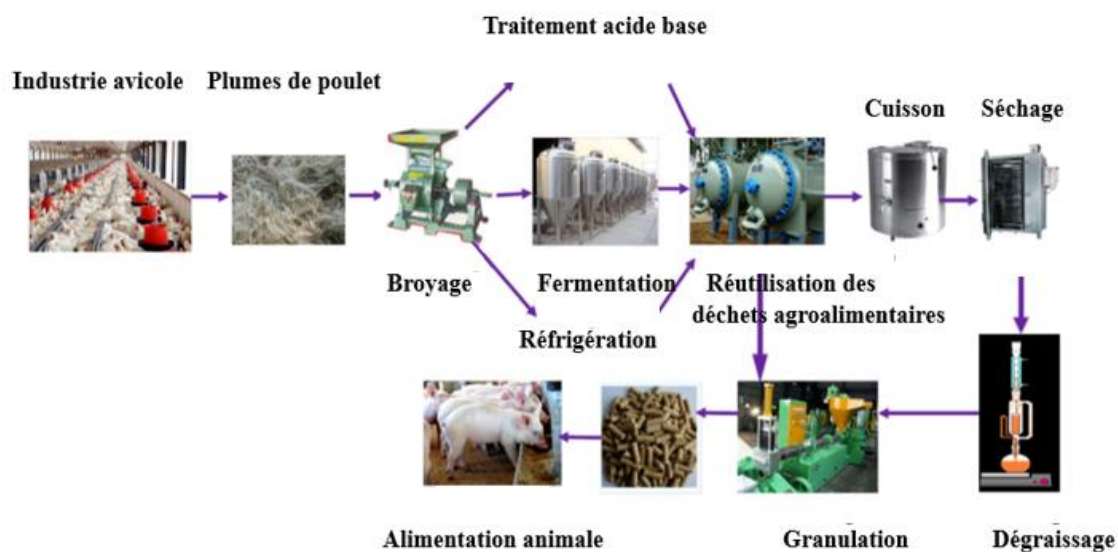 Traitement acide base
Industrie avicole
Plumes de poulet
Cuisson
Séchage
Broyage
Fermentation
Réutilisation des
déchets agroalimentaires
Réfrigération
Alimentation animale
Granulation
Dégraissage